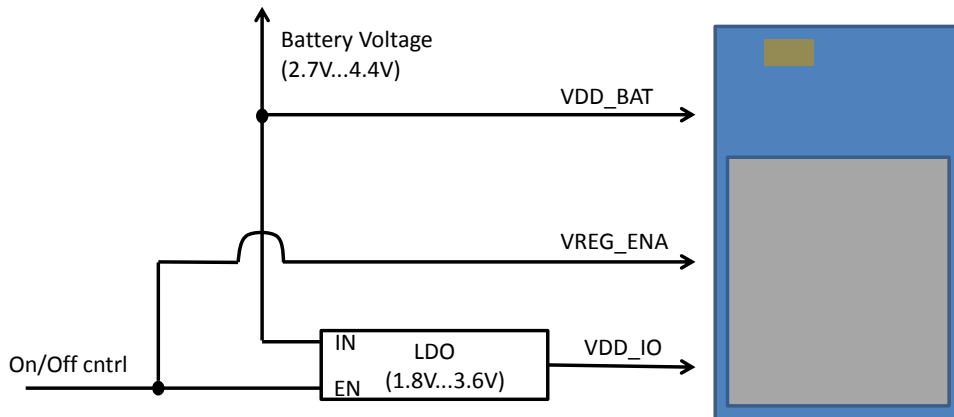 Battery Voltage
(2.7V...4.4V)
VDD_BAT
VREG_ENA
On/Off cntrl
IN
EN
LDO
(1.8V...3.6V)
VDD_IO